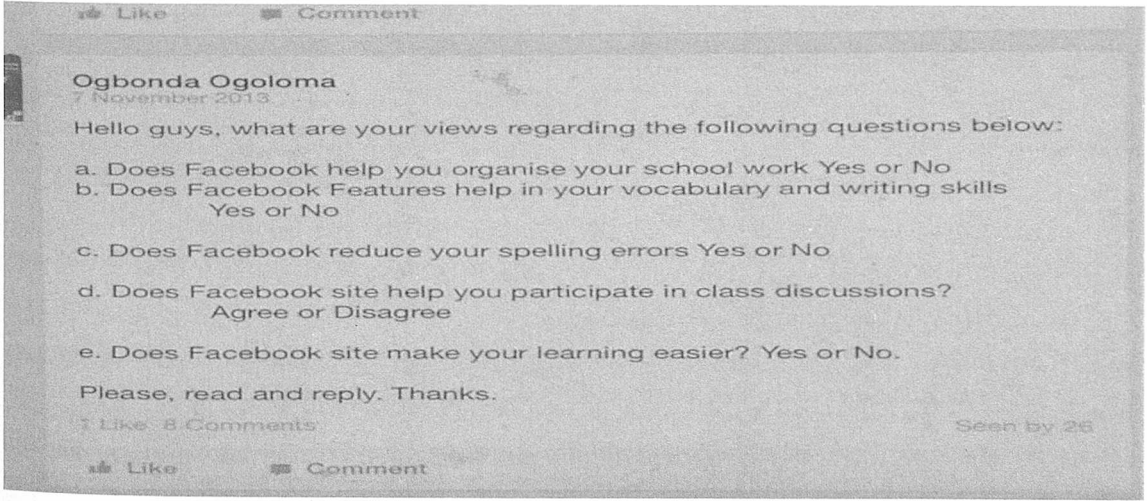 Like Comment
Ogbonda Ogoloma
7 November 2013
Hello guys, what are your views regarding the following questions below:
a. Does Facebook help you organise your school work Yes or No
b. Does Facebook Features help in your vocabulary and writing skills
Yes or No
c. Does Facebook reduce your spelling errors Yes or No
d. Does Facebook site help you participate in class discussions?
Agree or Disagree
e. Does Facebook site make your learning easier? Yes or No.
Please, read and reply. Thanks.
1 Like 8 Comments Seen by 26
Like Comment